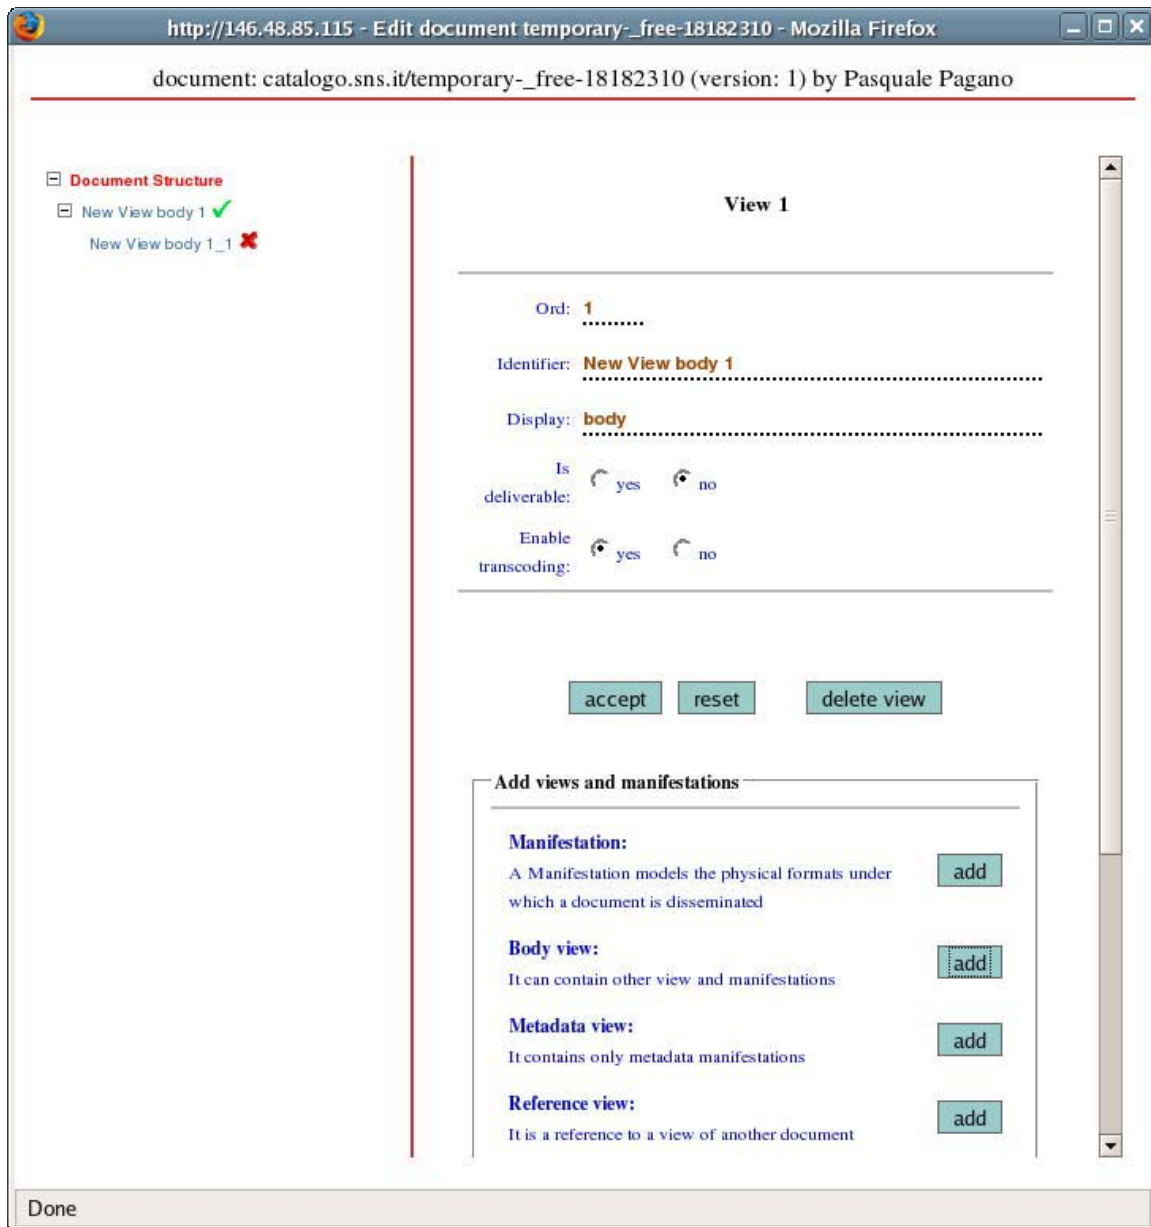 http://146.48.85.115 - Edit document temporary-_free-18182310 - Mozilla Firefox
document: catalogo.sns.it/temporary-_free-18182310 (version: 1) by Pasquale Pagano
Document Structure
New View body 1
New View body 1_1
View 1
Ord: 1
Identifier: New View body 1
Display: body
Is
deliverable: yes no
Enable
transcoding: yes no
accept reset delete view
Add views and manifestations
Manifestation:
A Manifestation models the physical formats under
which a document is disseminated
add
Body view:
It can contain other view and manifestations
add
Metadata view:
It contains only metadata manifestations
add
Reference view:
It is a reference to a view of another document
add
Done